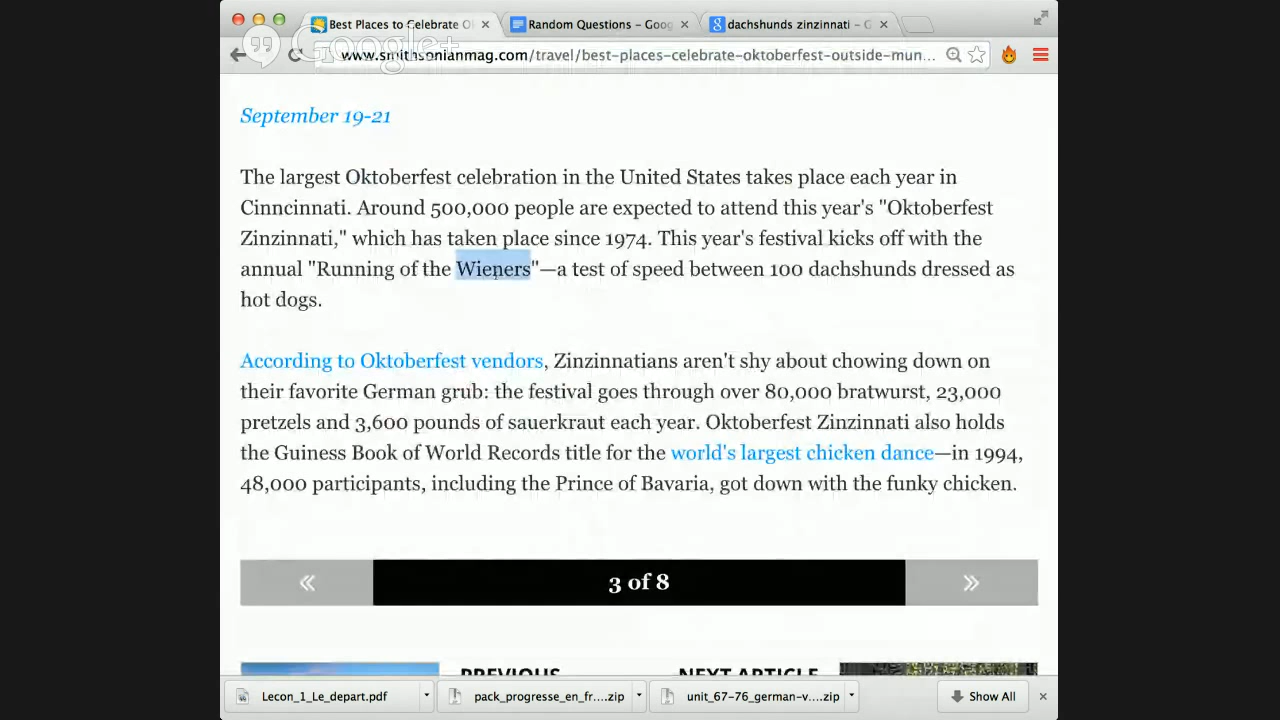 Best Places to Celebrate O
Random Questions – Goog
dachshunds zinzinnati – G
Google+
www.smithsonianmag.com/travel/best-places-celebrate-oktoberfest-outside-mun...
September 19-21
The largest Oktoberfest celebration in the United States takes place each year in
Cinncinnati. Around 500,000 people are expected to attend this year's "Oktoberfest
Zinzinnati," which has taken place since 1974. This year's festival kicks off with the
annual "Running of the Wieners"—a test of speed between 100 dachshunds dressed as
hot dogs.
According to Oktoberfest vendors, Zinzinnatians aren't shy about chowing down on
their favorite German grub: the festival goes through over 80,000 bratwurst, 23,000
pretzels and 3,600 pounds of sauerkraut each year. Oktoberfest Zinzinnati also holds
the Guiness Book of World Records title for the world's largest chicken dance—in 1994,
48,000 participants, including the Prince of Bavaria, got down with the funky chicken.
« 3 of 8 »
PREVIOUS
NEXT ARTICLE
Lecon_1_Le_depart.pdf
pack_progresse_en_fr....zip
unit_67-76_german-v....zip
Show All